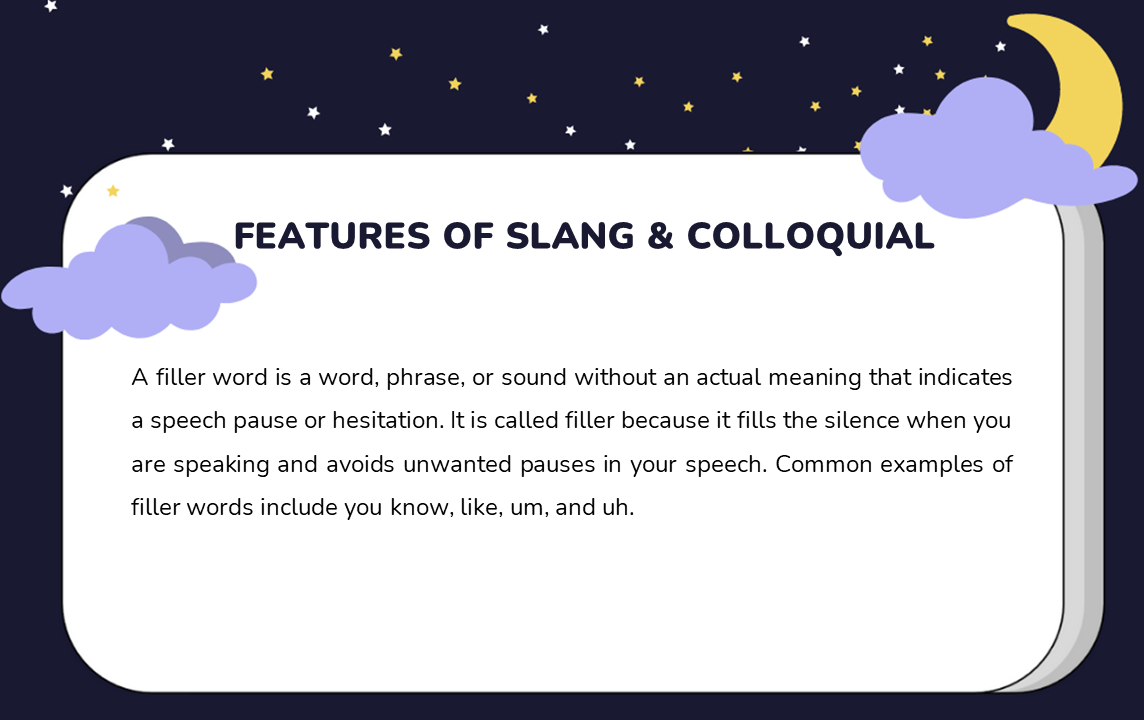 FEATURES OF SLANG & COLLOQUIAL
A filler word is a word, phrase, or sound without an actual meaning that indicates
a speech pause or hesitation. It is called filler because it fills the silence when you
are speaking and avoids unwanted pauses in your speech. Common examples of
filler words include you know, like, um, and uh.